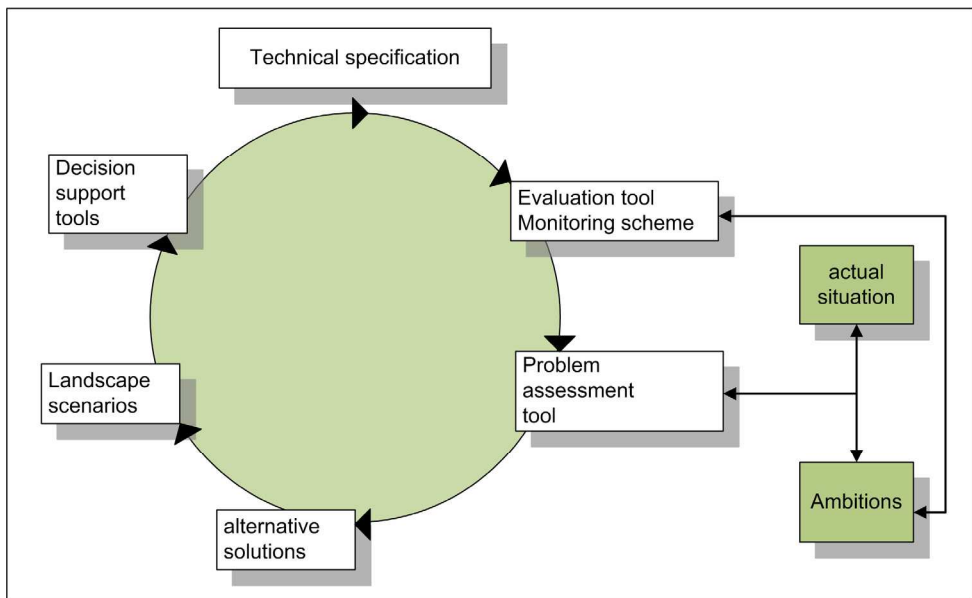 Technical specification
Decision
support
tools
Evaluation tool
Monitoring scheme
actual
situation
Landscape
scenarios
Problem
assessment
tool
alternative
solutions
Ambitions